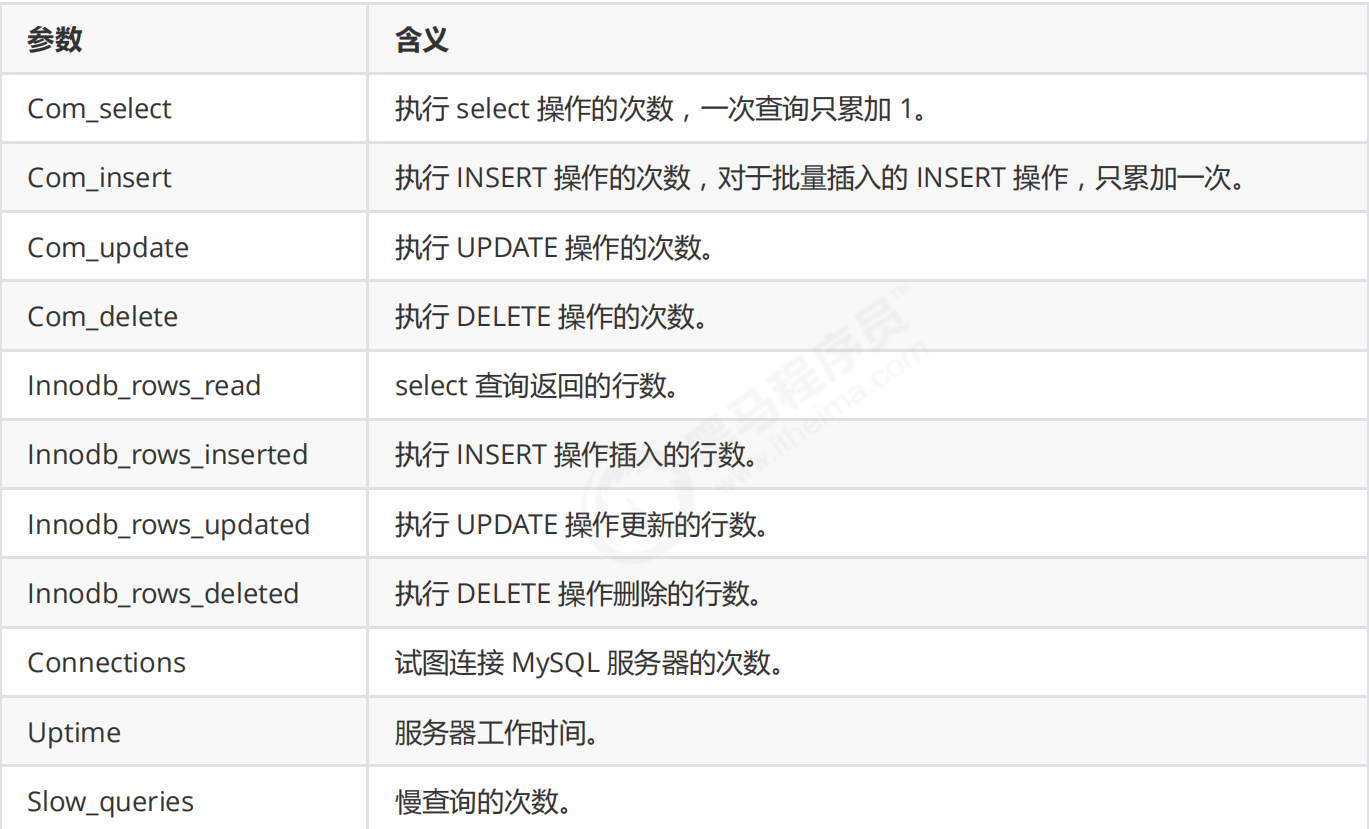 参数 含义
Com_select 执行 select 操作的次数，一次查询只累加 1。
Com_insert 执行 INSERT 操作的次数，对于批量插入的 INSERT 操作，只累加一次。
Com_update 执行 UPDATE 操作的次数。
Com_delete 执行 DELETE 操作的次数。
Innodb_rows_read select 查询返回的行数。
Innodb_rows_inserted 执行 INSERT 操作插入的行数。
Innodb_rows_updated 执行 UPDATE 操作更新的行数。
Innodb_rows_deleted 执行 DELETE 操作删除的行数。
Connections 试图连接 MySQL 服务器的次数。
Uptime 服务器工作时间。
Slow_queries 慢查询的次数。
黑马程序员™
www.itheima.com